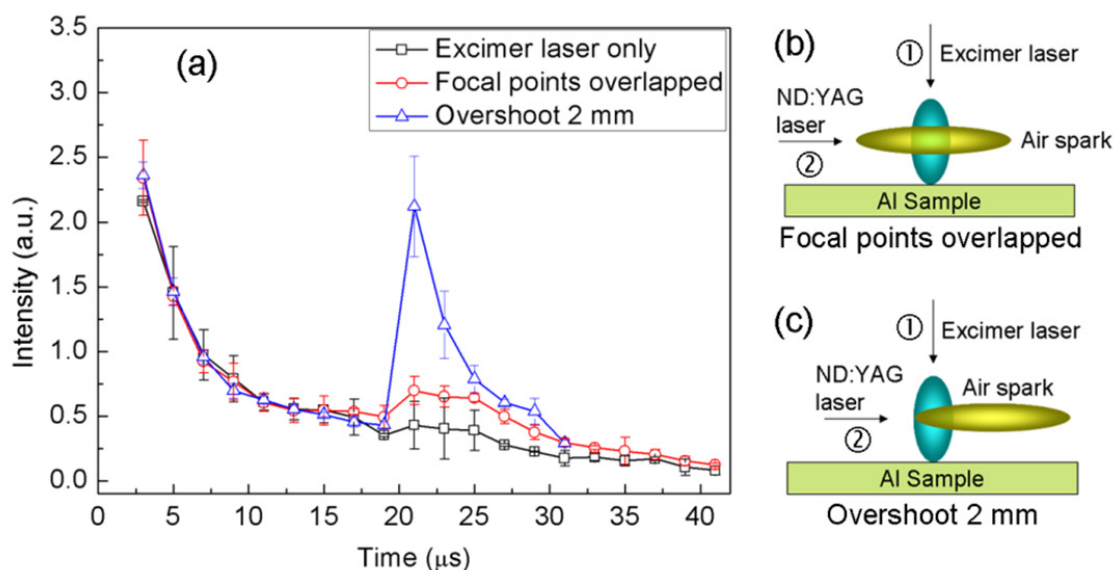 (a)
Excimer laser only
Focal points overlapped
Overshoot 2 mm
3.5
3.0
2.5
2.0
1.5
1.0
0.5
0.0
Intensity (a.u.)
0 5 10 15 20 25 30 35 40
Time (μs)
(b)
①
Excimer laser
ND:YAG
laser
②
Air spark
Al Sample
Focal points overlapped
(c)
①
Excimer laser
ND:YAG
laser
②
Air spark
Al Sample
Overshoot 2 mm